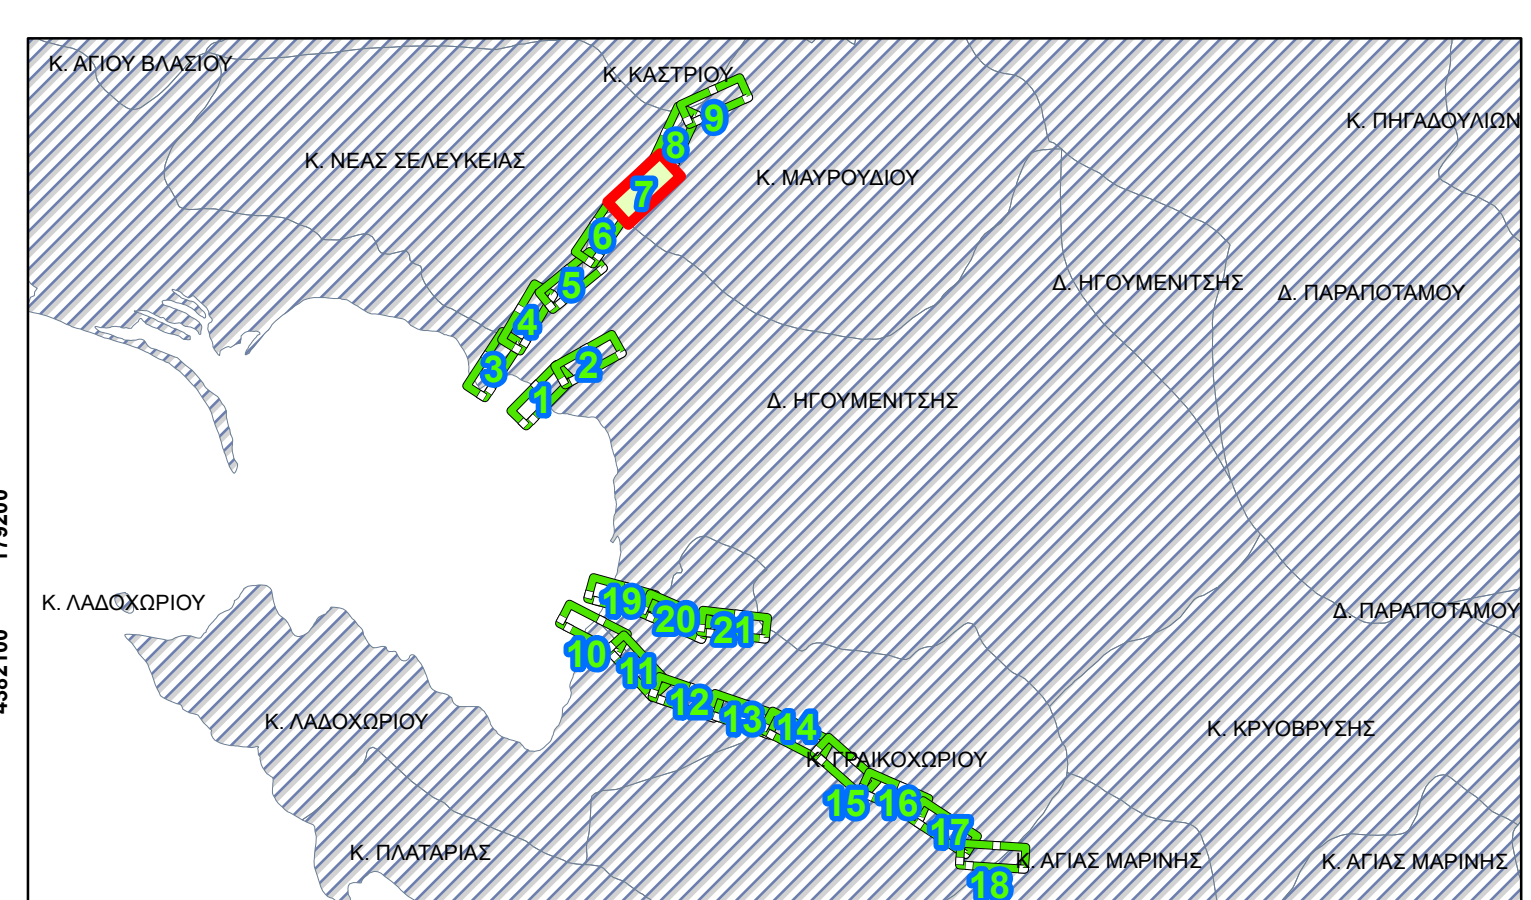 Κ. ΑΓΙΟΥ ΒΛΑΣΙΟΥ
Κ. ΚΑΣΤΡΙΟΥ
9
Κ. ΠΗΓΑΔΟΥΛΙΩΝ
8
Κ. ΝΕΑΣ ΣΕΛΕΥΚΕΙΑΣ
Κ. ΜΑΥΡΟΥΔΙΟΥ
7
6
5
Δ. ΗΓΟΥΜΕΝΙΤΣΗΣ
Δ. ΠΑΡΑΠΟΤΑΜΟΥ
4
3
2
1
Δ. ΗΓΟΥΜΕΝΙΤΣΗΣ
Κ. ΛΑΔΟΧΩΡΙΟΥ
19
20
21
Δ. ΠΑΡΑΠΟΤΑΜΟΥ
10
11
12
13
14
Κ. ΛΑΔΟΧΩΡΙΟΥ
Κ. ΚΡΥΟΒΡΥΣΗΣ
Κ. ΓΡΑΙΚΟΧΩΡΙΟΥ
15
16
17
Κ. ΠΛΑΤΑΡΙΑΣ
Κ. ΑΓΙΑΣ ΜΑΡΙΝΗΣ
Κ. ΑΓΙΑΣ ΜΑΡΙΝΗΣ
18